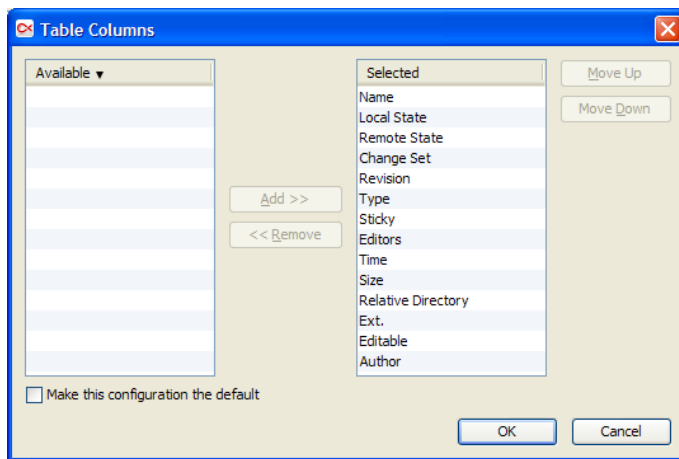 Table Columns
Available ▼
Selected
Move Up
Move Down
Name
Local State
Remote State
Change Set
Revision
Type
Sticky
Editors
Time
Size
Relative Directory
Ext.
Editable
Author
Add >>
<< Remove
Make this configuration the default
OK
Cancel